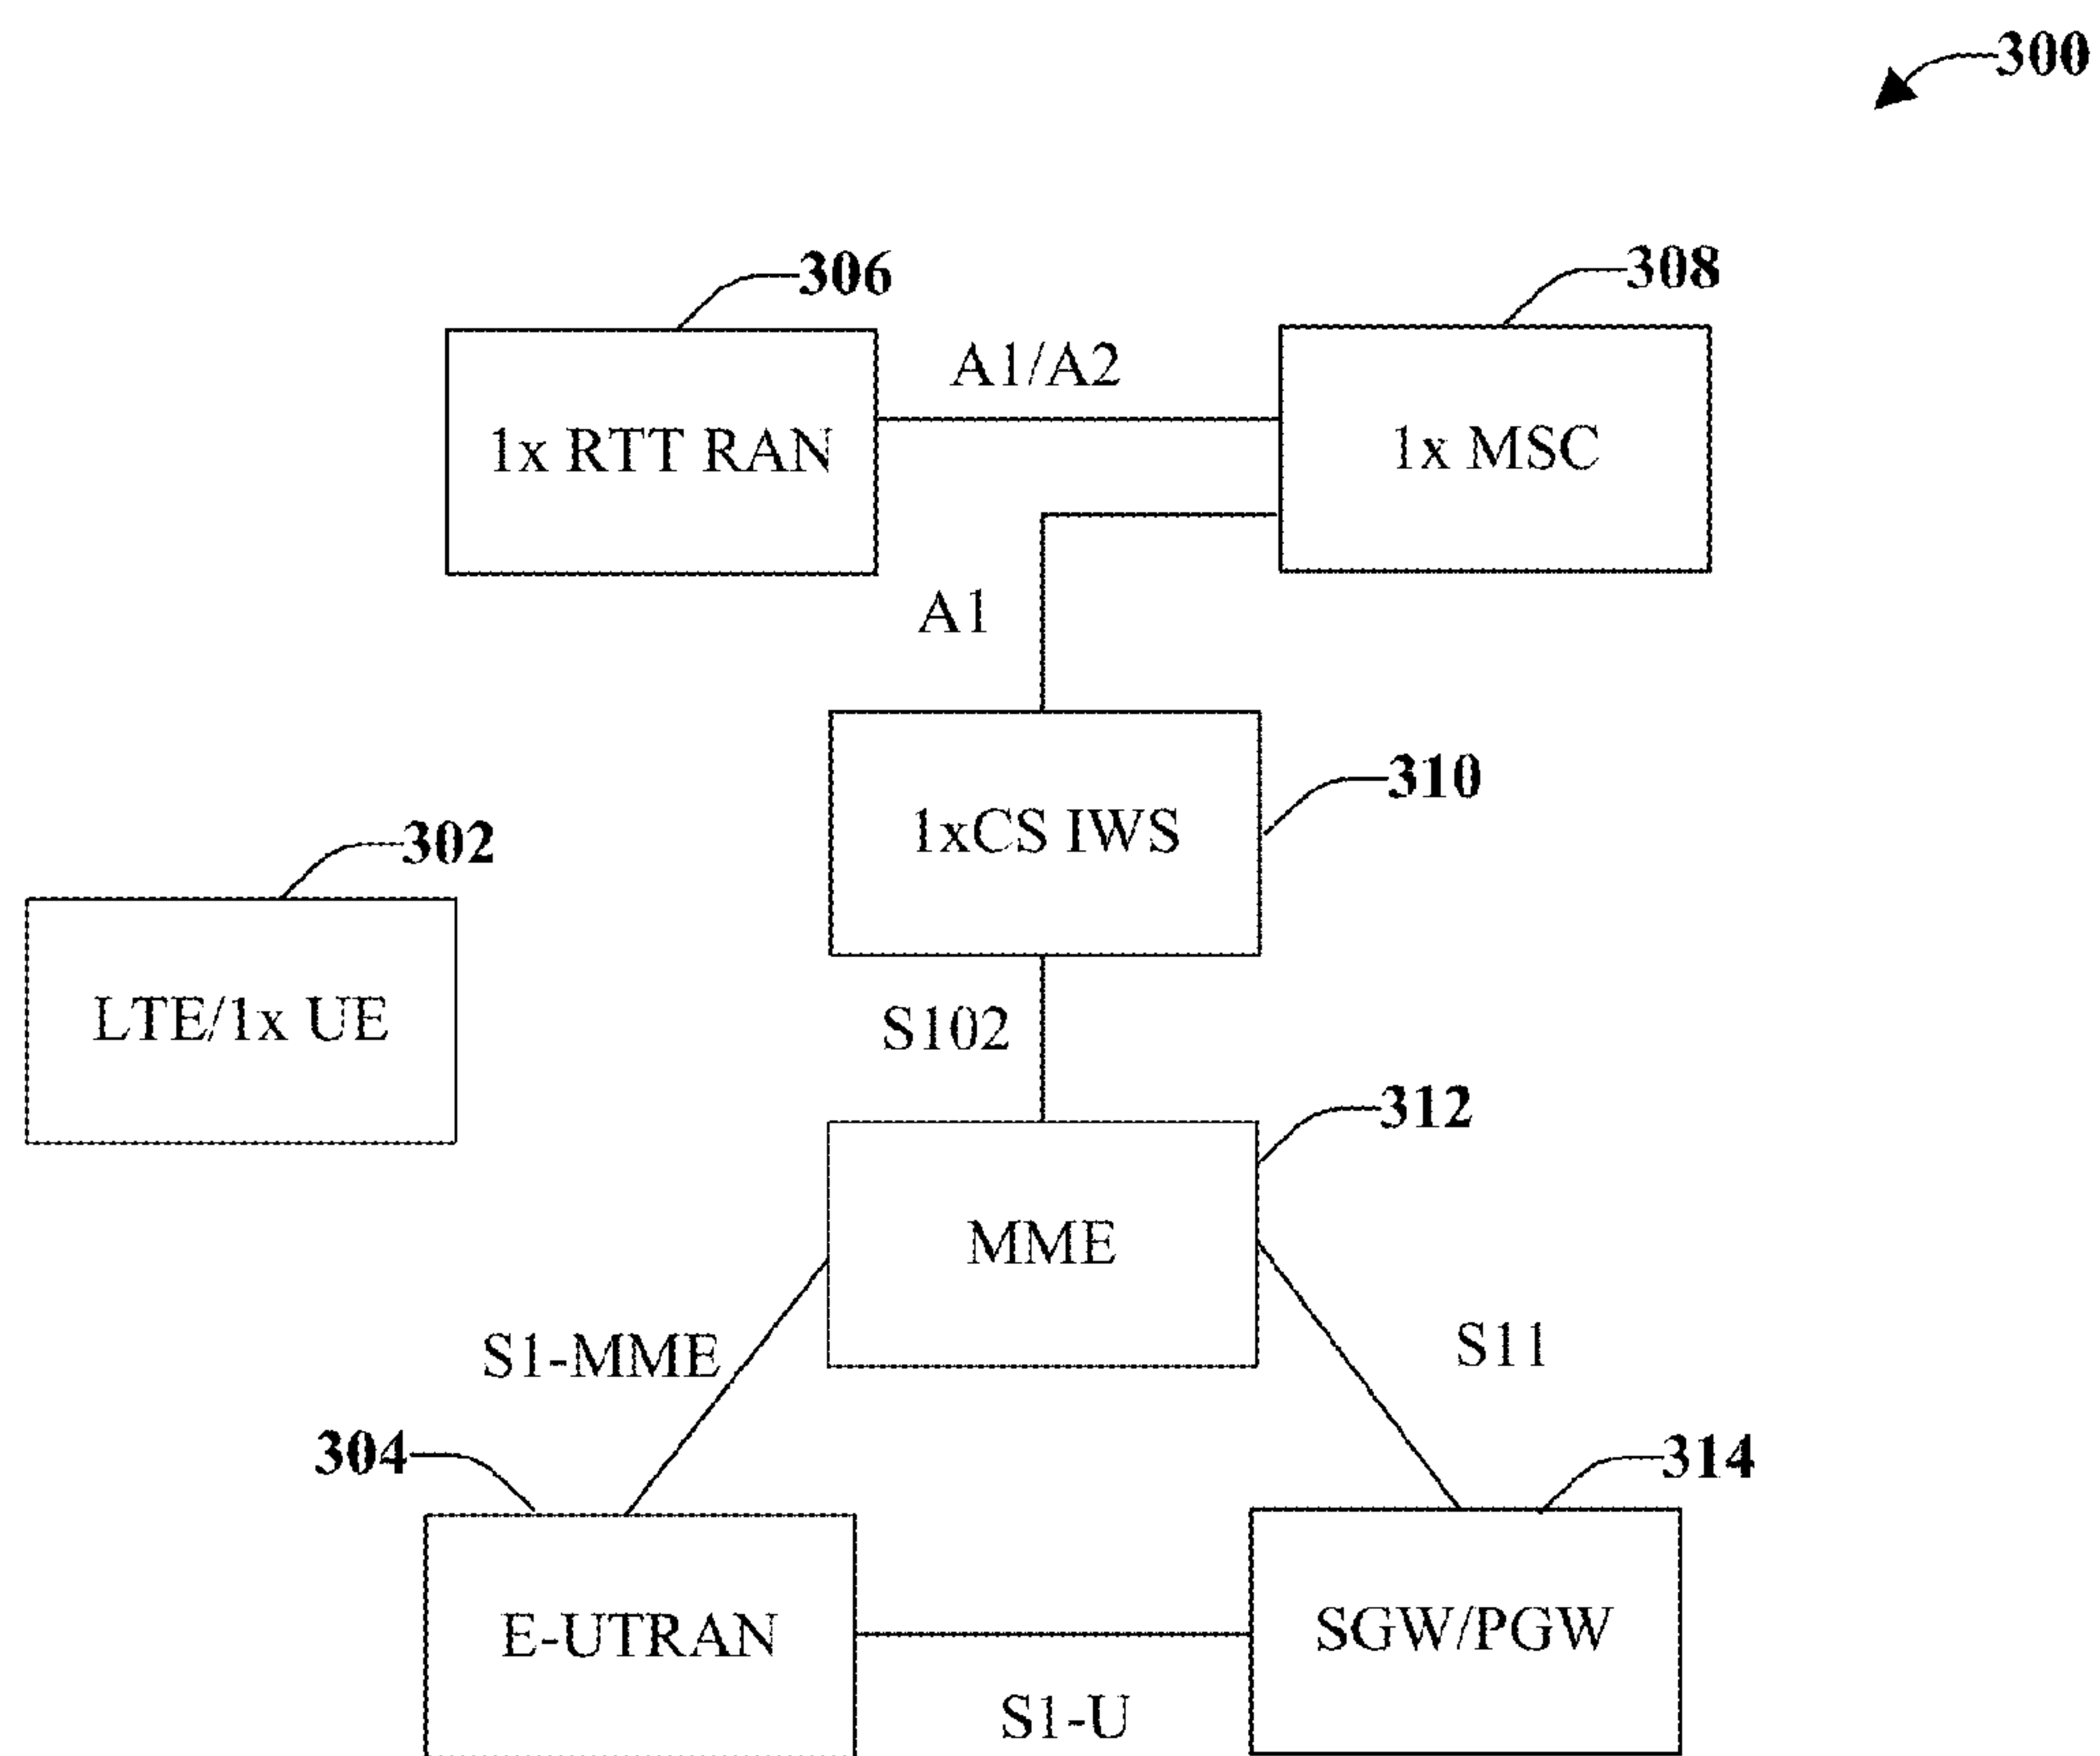 300
306
308
A1/A2
1x RTT RAN
1x MSC
A1
310
1xCS IWS
302
LTE/1x UE
S102
312
MME
S1-MME
S11
304
314
E-UTRAN
SGW/PGW
S1-U